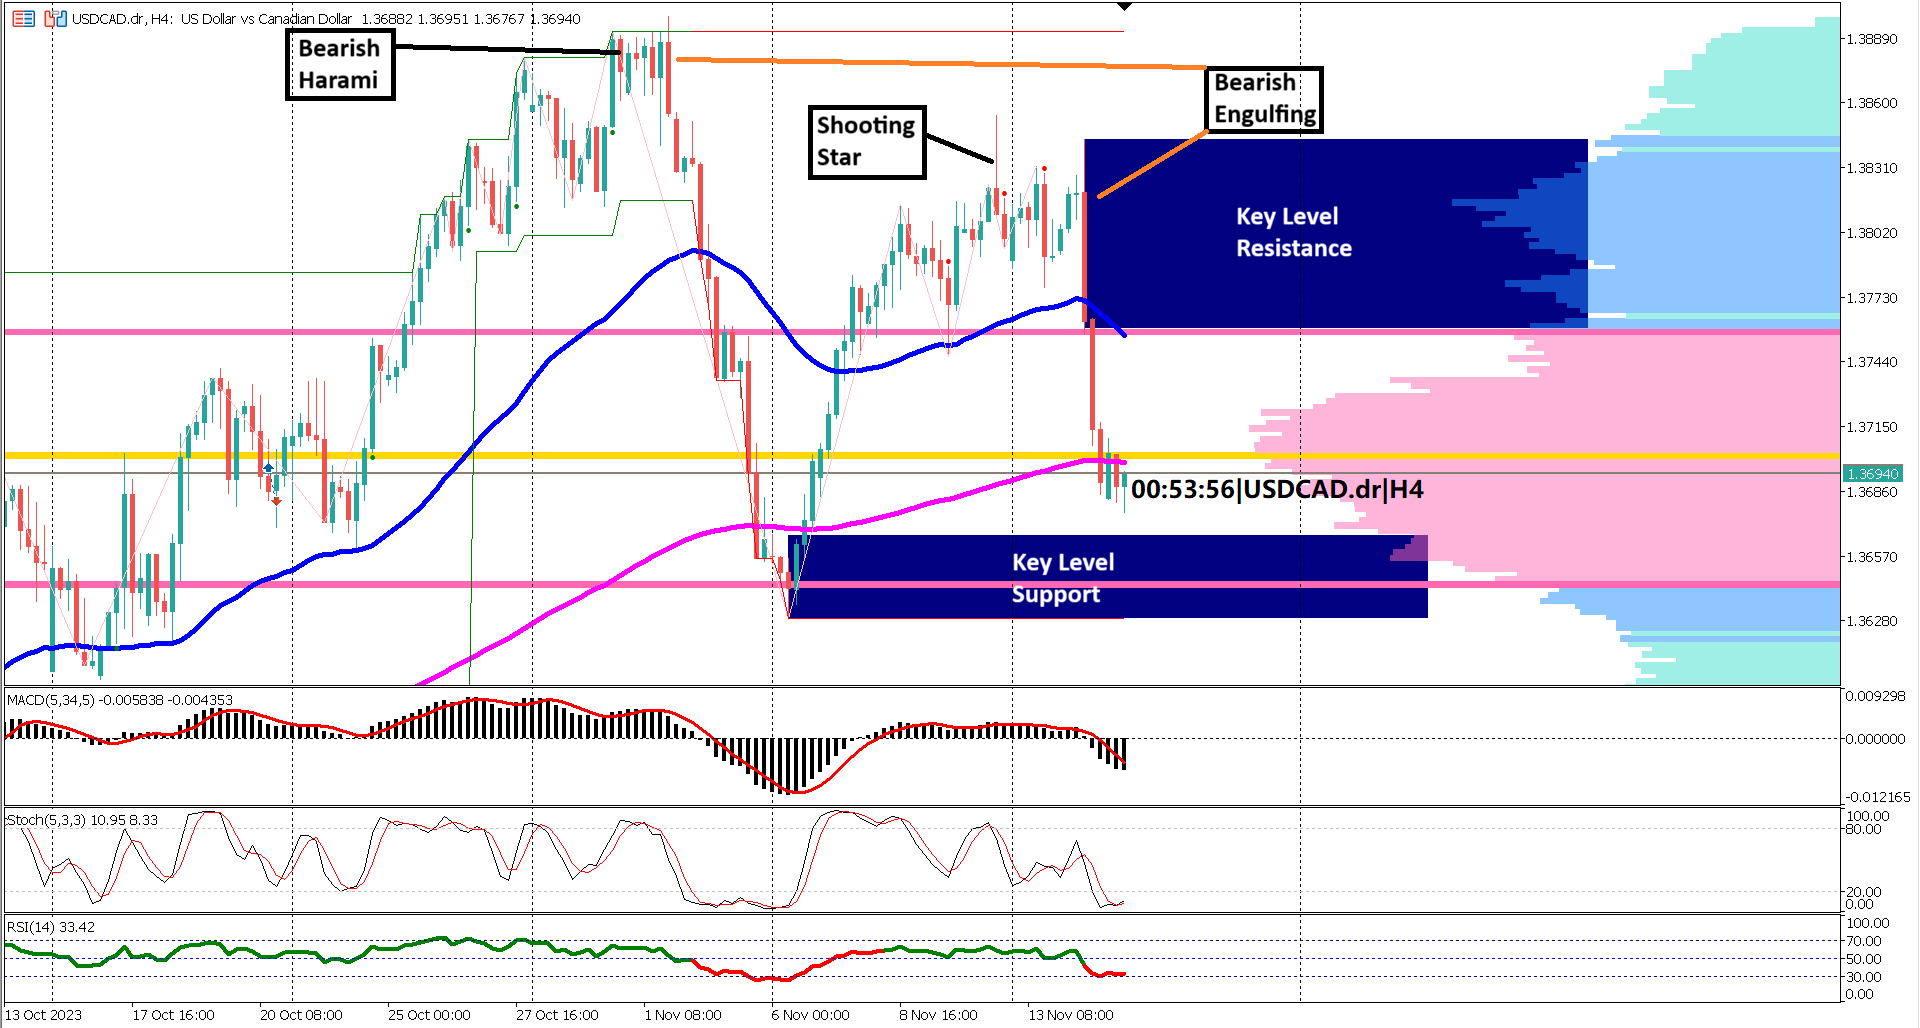 USDCAD.dr, H4: US Dollar vs Canadian Dollar 1.36882 1.36951 1.36767 1.36940
Bearish
Harami
Shooting
Star
Bearish
Engulfing
Key Level
Resistance
00:53:56|USDCAD.dr|H4
Key Level
Support
1.38890
1.38600
1.38310
1.38020
1.37730
1.37440
1.37150
1.36940
1.36860
1.36570
1.36280
MACD(5,34,5) -0.005838 -0.004353
0.009298
0.000000
-0.012165
Stoch(5,3,3) 10.95 8.33
100.00
80.00
20.00
0.00
RSI(14) 33.42
100.00
70.00
50.00
30.00
0.00
13 Oct 2023
17 Oct 16:00
20 Oct 08:00
25 Oct 00:00
27 Oct 16:00
1 Nov 08:00
6 Nov 00:00
8 Nov 16:00
13 Nov 08:00